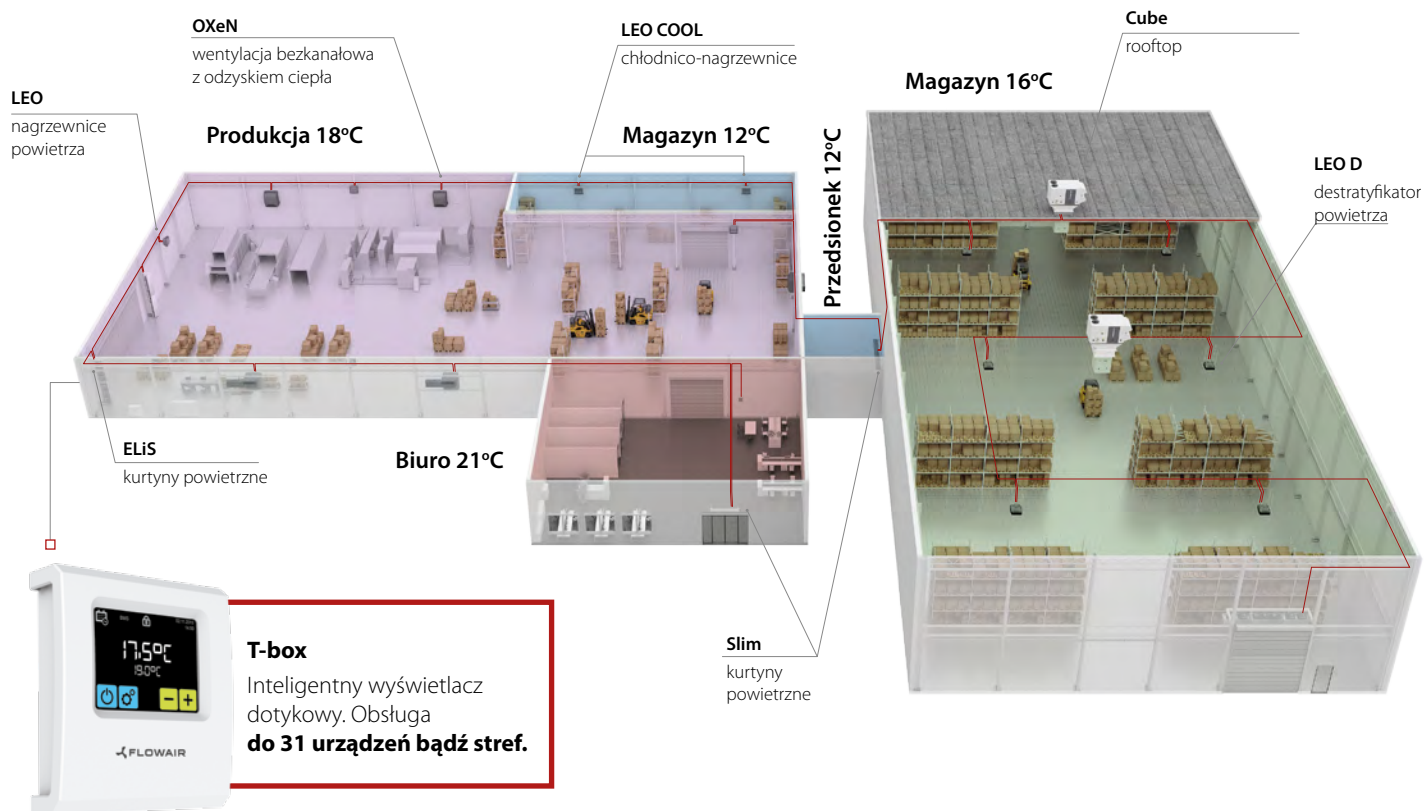 OXeN
wentylacja bezkanałowa
z odzyskiem ciepła
LEO COOL
chłodnico-nagrzewnice
Cube
rooftop
LEO
nagrzewnice
powietrza
Produkcja 18°C
Magazyn 12°C
Przedsionek 12°C
Magazyn 16°C
LEO D
destratyfikator
powietrza
ELiS
kurtyny powietrzne
Biuro 21°C
Slim
kurtyny
powietrzne
17.5°C
19.0°C
FLOWAIR
T-box
Inteligentny wyświetlacz
dotykowy. Obsługa
do 31 urządzeń bądź stref.